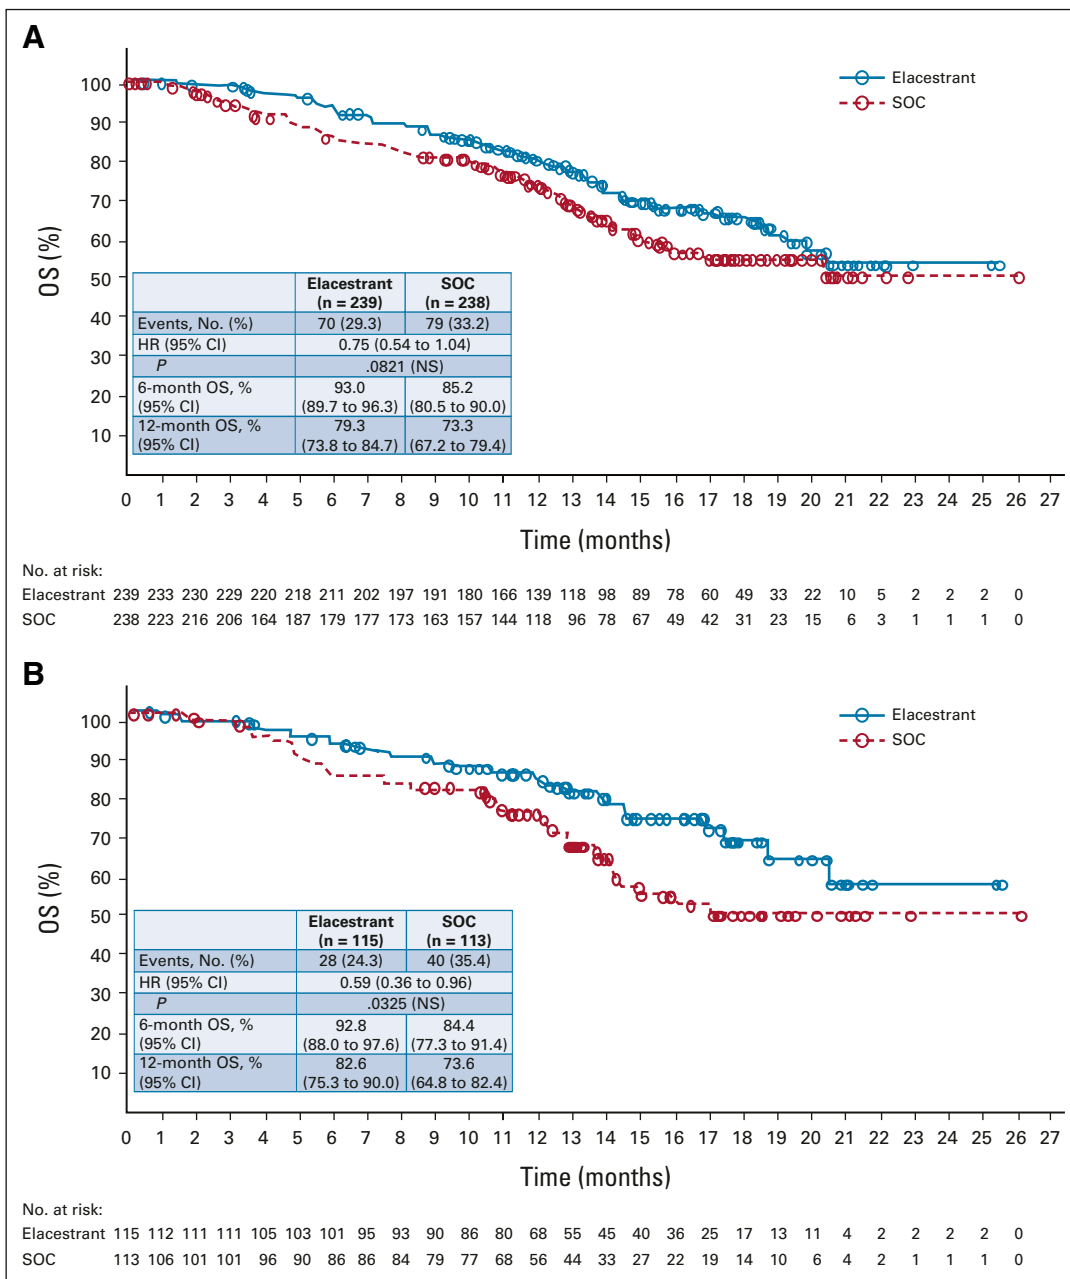 A
Elacestrant
SOC
100
90
80
70
60
50
40
30
20
10
OS (%)
Elacestrant (n = 239) SOC (n = 238)
Events, No. (%) 70 (29.3) 79 (33.2)
HR (95% CI) 0.75 (0.54 to 1.04)
P .0821 (NS)
6-month OS, % 93.0 85.2
(95% CI) (89.7 to 96.3) (80.5 to 90.0)
12-month OS, % 79.3 73.3
(95% CI) (73.8 to 84.7) (67.2 to 79.4)
0 1 2 3 4 5 6 7 8 9 10 11 12 13 14 15 16 17 18 19 20 21 22 23 24 25 26 27
Time (months)
No. at risk:
Elacestrant 239 233 230 229 220 218 211 202 197 191 180 166 139 118 98 89 78 60 49 33 22 10 5 2 2 2 0
SOC 238 223 216 206 164 187 179 177 173 163 157 144 118 96 78 67 49 42 31 23 15 6 3 1 1 1 0
B
Elacestrant
SOC
100
90
80
70
60
50
40
30
20
10
OS (%)
Elacestrant (n = 115) SOC (n = 113)
Events, No. (%) 28 (24.3) 40 (35.4)
HR (95% CI) 0.59 (0.36 to 0.96)
P .0325 (NS)
6-month OS, % 92.8 84.4
(95% CI) (88.0 to 97.6) (77.3 to 91.4)
12-month OS, % 82.6 73.6
(95% CI) (75.3 to 90.0) (64.8 to 82.4)
0 1 2 3 4 5 6 7 8 9 10 11 12 13 14 15 16 17 18 19 20 21 22 23 24 25 26 27
Time (months)
No. at risk:
Elacestrant 115 112 111 111 105 103 101 95 93 90 86 80 68 55 45 40 36 25 17 13 11 4 2 2 2 2 0
SOC 113 106 101 101 96 90 86 86 84 79 77 68 56 44 33 27 22 19 14 10 6 4 2 1 1 1 0